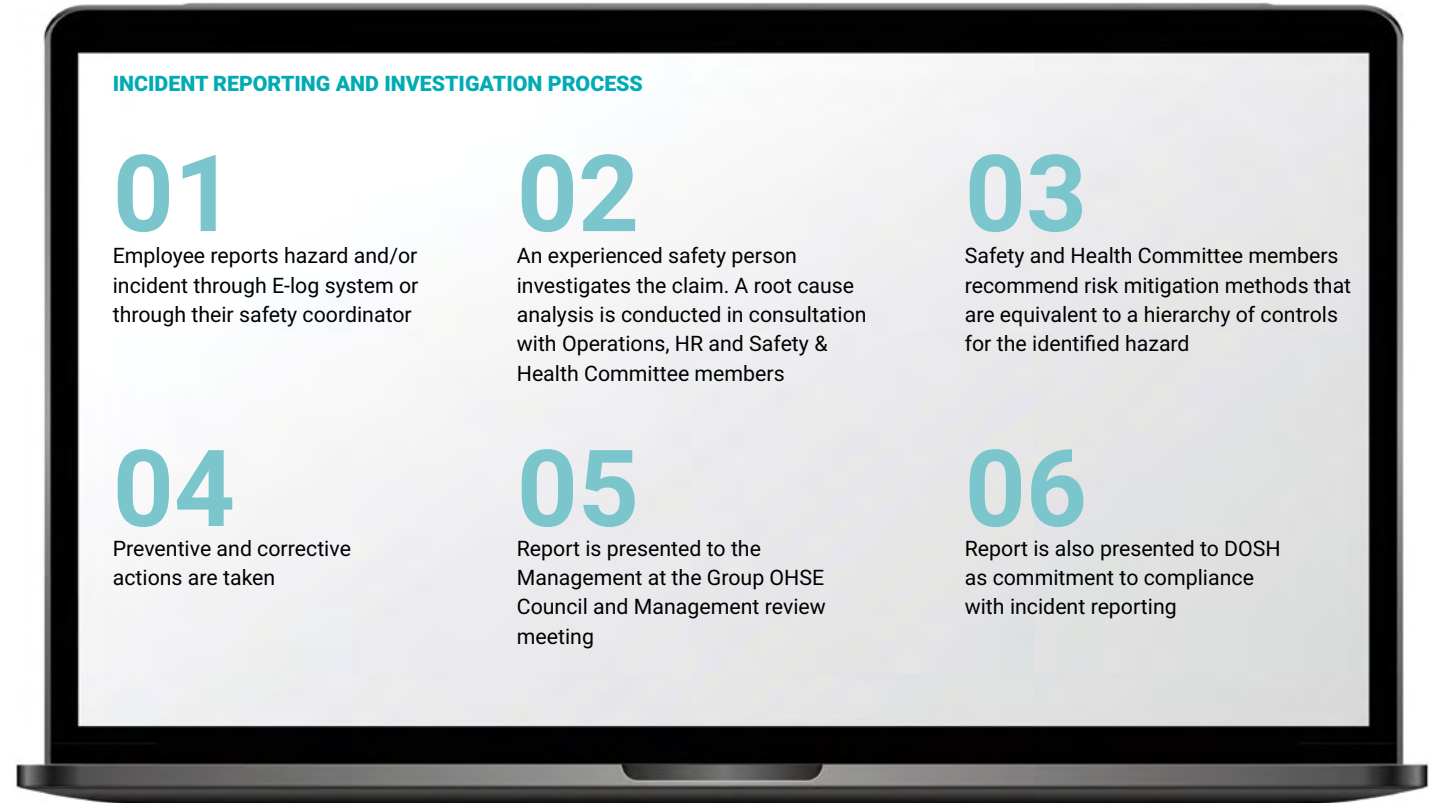 INCIDENT REPORTING AND INVESTIGATION PROCESS
01
Employee reports hazard and/or
incident through E-log system or
through their safety coordinator
02
An experienced safety person
investigates the claim. A root cause
analysis is conducted in consultation
with Operations, HR and Safety &
Health Committee members
03
Safety and Health Committee members
recommend risk mitigation methods that
are equivalent to a hierarchy of controls
for the identified hazard
04
Preventive and corrective
actions are taken
05
Report is presented to the
Management at the Group OHSE
Council and Management review
meeting
06
Report is also presented to DOSH
as commitment to compliance
with incident reporting